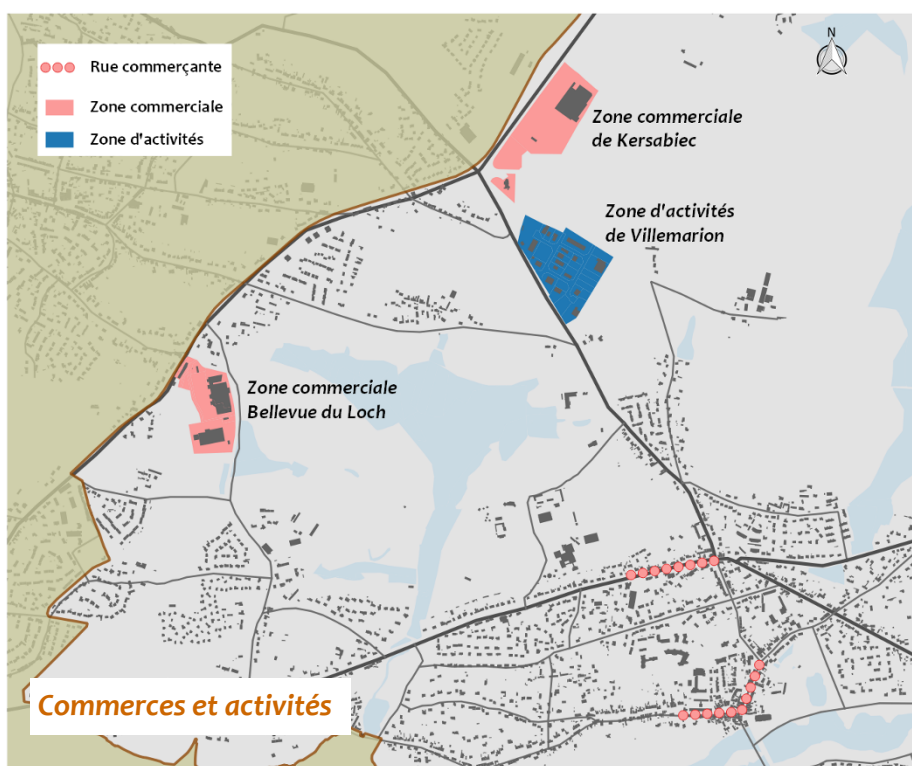 N
Rue commerçante
Zone commerciale
Zone d'activités
Zone commerciale
de Kersabiec
Zone d'activités
de Villemarion
Zone commerciale
Bellevue du Loch
Commerces et activités